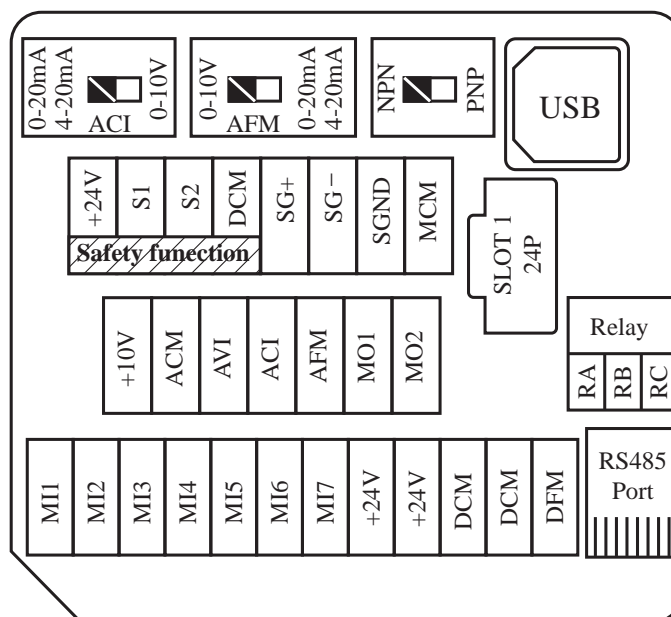 0-20mA
4-20mA
ACI
0-10V
0-10V
AFM
0-20mA
4-20mA
NPN
PNP
USB
+24V
S1
S2
DCM
SG+
SG−
SGND
MCM
Safety funection
SLOT 1
24P
+10V
ACM
AVI
ACI
AFM
MO1
MO2
Relay
RA
RB
RC
MI1
MI2
MI3
MI4
MI5
MI6
MI7
+24V
+24V
DCM
DCM
DFM
RS485
Port